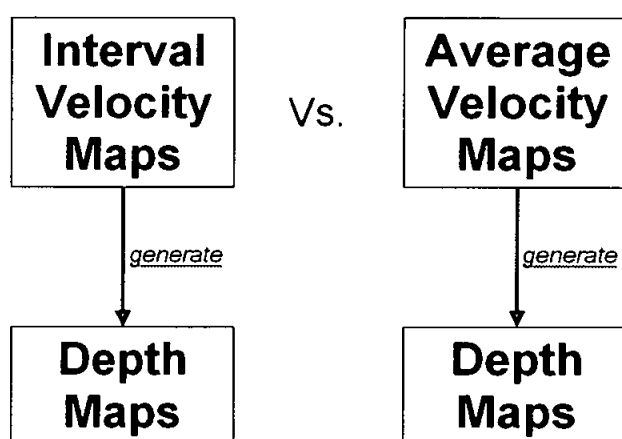 Interval
Velocity
Maps
Vs.
Average
Velocity
Maps
generate
generate
Depth
Maps
Depth
Maps